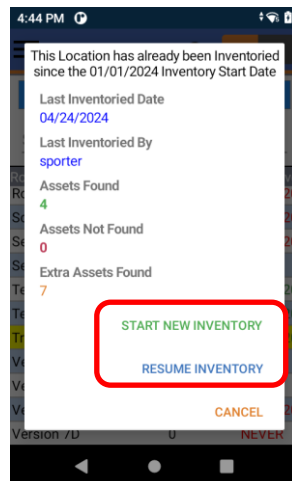 4:44 PM
This Location has already been Inventoried
since the 01/01/2024 Inventory Start Date
Last Inventoried Date
04/24/2024
Last Inventoried By
sporter
Assets Found
4
Assets Not Found
0
Extra Assets Found
7
START NEW INVENTORY
RESUME INVENTORY
CANCEL
Version 7D 0 NEVER